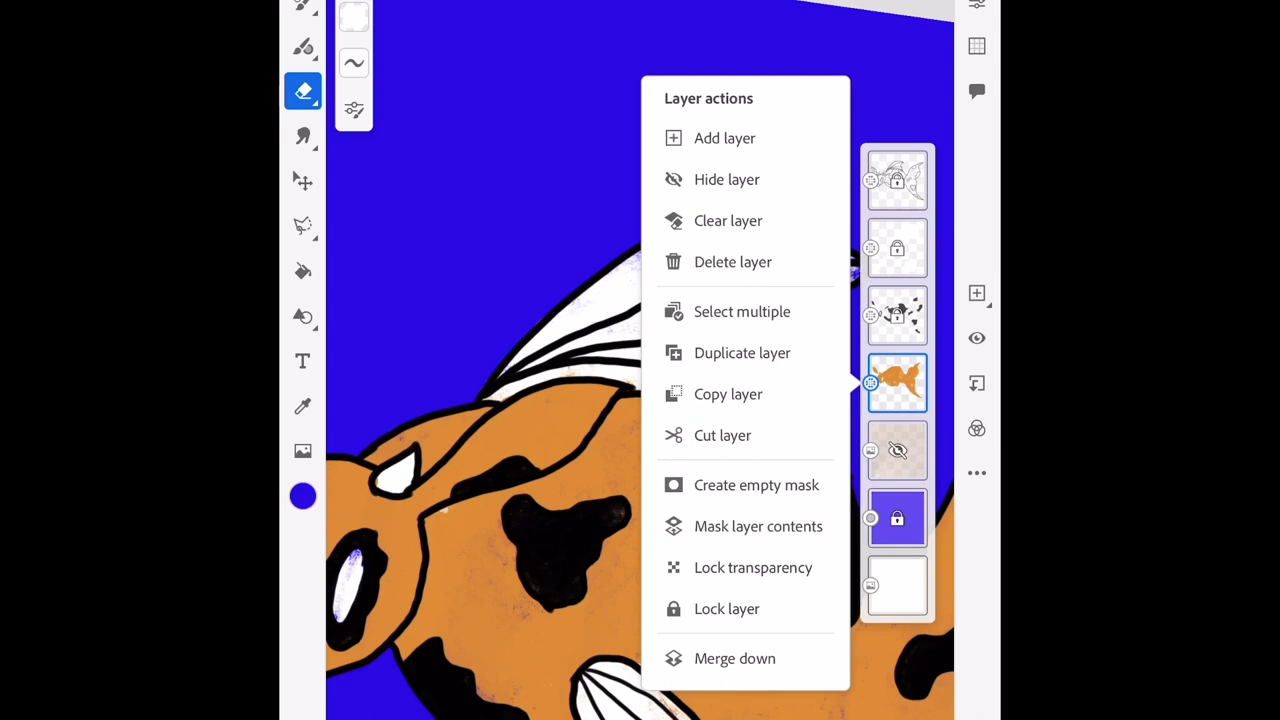 Layer actions
Add layer
Hide layer
Clear layer
Delete layer
Select multiple
Duplicate layer
Copy layer
Cut layer
Create empty mask
Mask layer contents
Lock transparency
Lock layer
Merge down
T